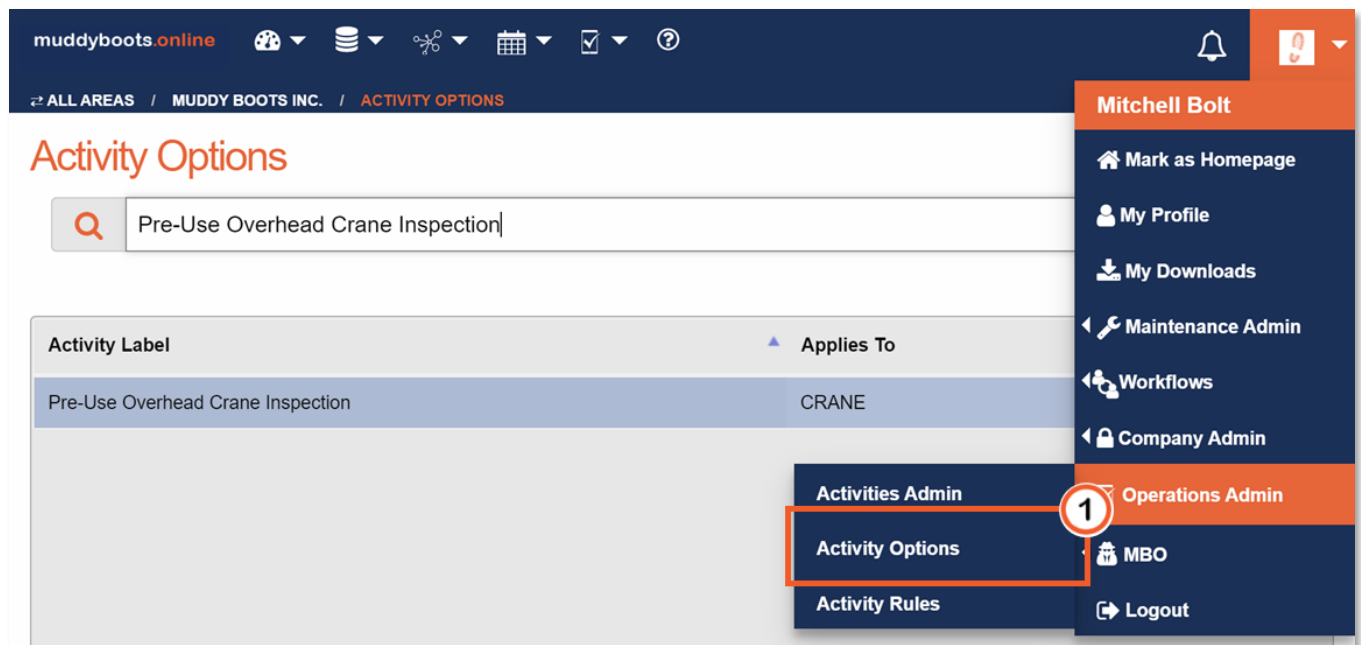 muddyboots.online
ALL AREAS / MUDDY BOOTS INC. / ACTIVITY OPTIONS
Mitchell Bolt
Activity Options
Mark as Homepage
My Profile
Pre-Use Overhead Crane Inspection
My Downloads
Maintenance Admin
Activity Label Applies To
Workflows
Pre-Use Overhead Crane Inspection CRANE
Company Admin
Activities Admin
1 Operations Admin
Activity Options
MBO
Activity Rules
Logout